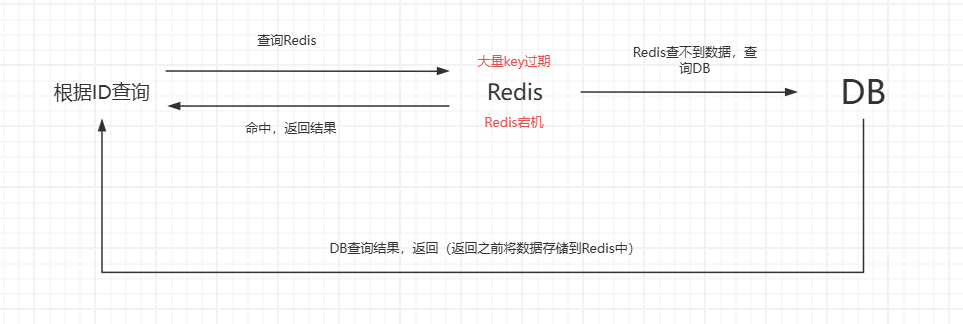 查询Redis
大量key过期
Redis查不到数据，查
询DB
根据ID查询
Redis
DB
命中，返回结果
Redis宕机
DB查询结果，返回（返回之前将数据存储到Redis中）